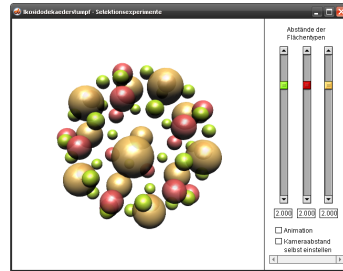 Ikosidodekaederstumpf - Selektionsexperimente
Abstände der
Flächentypen
2.000 2.000 2.000
Animation
Kameraabstand
selbst einstellen